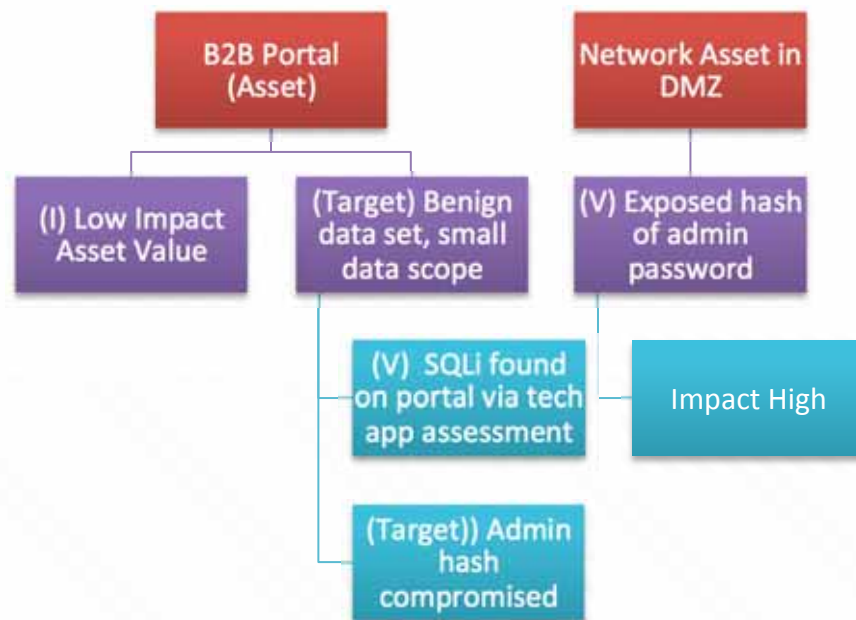 B2B Portal
(Asset)
Network Asset in
DMZ
(I) Low Impact
Asset Value
(Target) Benign
data set, small
data scope
(V) Exposed hash
of admin
password
(V)  SQLi found
on portal via tech
app assessment
Impact High
(Target)) Admin
hash
compromised